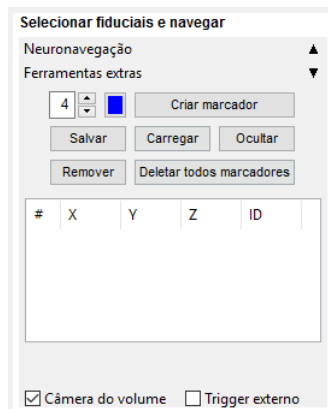 Selecionar fiduciais e navegar
Neuronavegação ▲
Ferramentas extras ▼
4 Criar marcador
Salvar Carregar Ocultar
Remover Deletar todos marcadores
# X Y Z ID
Câmera do volume Trigger externo